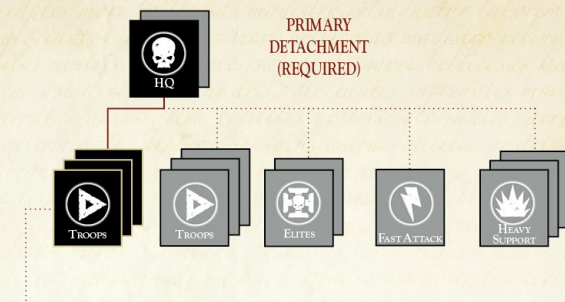 PRIMARY
DETACHMENT
(REQUIRED)
HQ
TROOPS
TROOPS
ELITES
FAST ATTACK
HEAVY
SUPPORT